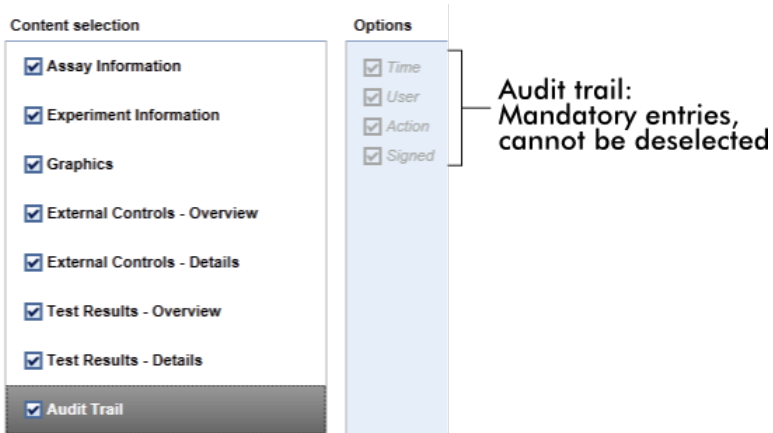 Content selection
Assay Information
Experiment Information
Graphics
External Controls - Overview
External Controls - Details
Test Results - Overview
Test Results - Details
Audit Trail
Options
Time
User
Action
Signed
Audit trail:
Mandatory entries,
cannot be deselected